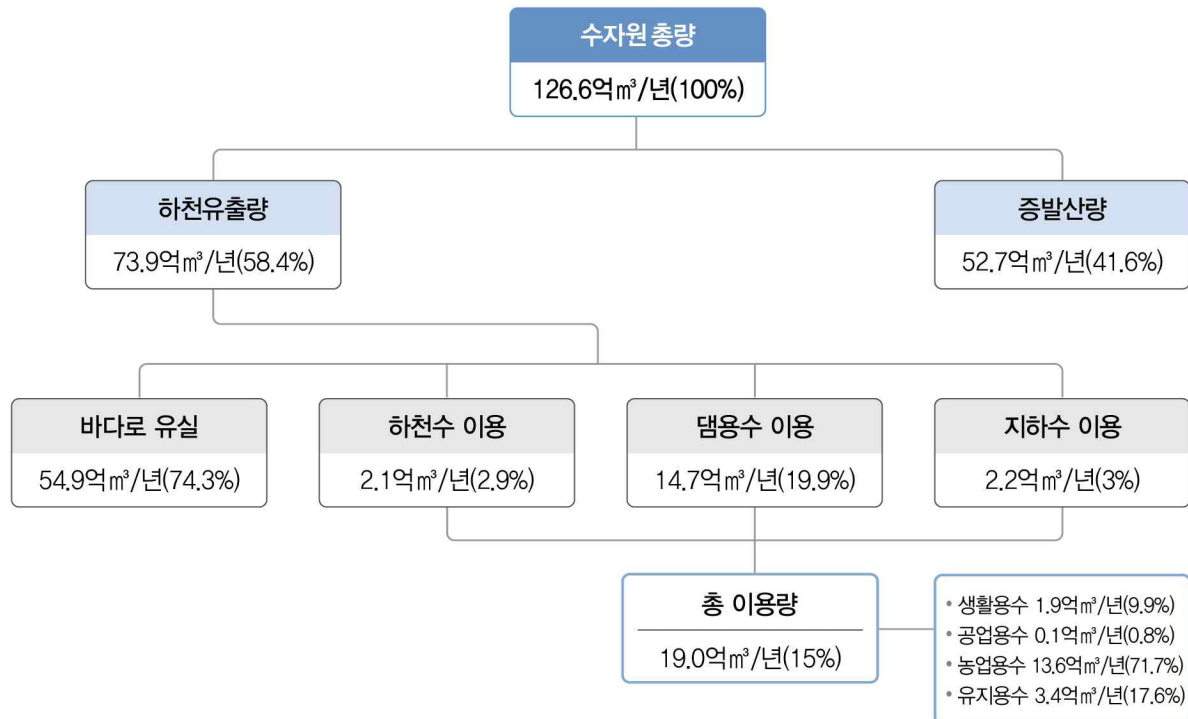 수자원 총량
126.6억㎥/년(100%)
하천유출량
73.9억㎥/년(58.4%)
증발산량
52.7억㎥/년(41.6%)
바다로 유실
54.9억㎥/년(74.3%)
하천수 이용
2.1억㎥/년(2.9%)
댐용수 이용
14.7억㎥/년(19.9%)
지하수 이용
2.2억㎥/년(3%)
총 이용량
19.0억㎥/년(15%)
• 생활용수 1.9억㎥/년(9.9%)
• 공업용수 0.1억㎥/년(0.8%)
• 농업용수 13.6억㎥/년(71.7%)
• 유지용수 3.4억㎥/년(17.6%)